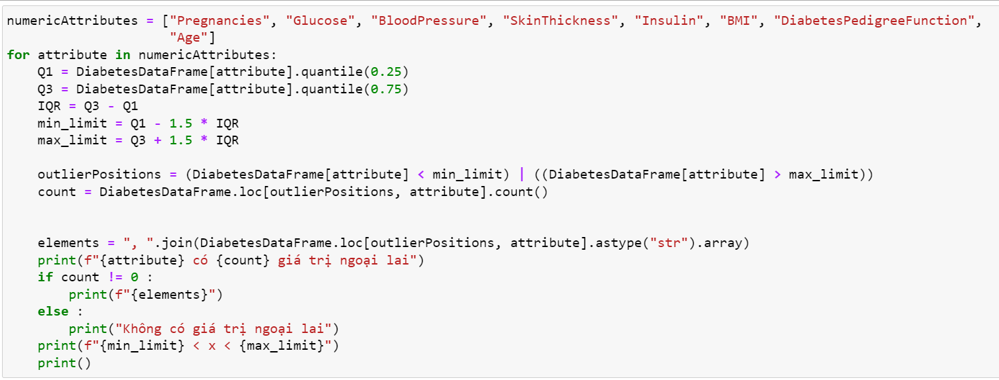 numericAttributes = ["Pregnancies", "Glucose", "BloodPressure", "SkinThickness", "Insulin", "BMI", "DiabetesPedigreeFunction",
                     "Age"]
for attribute in numericAttributes:
    Q1 = DiabetesDataFrame[attribute].quantile(0.25)
    Q3 = DiabetesDataFrame[attribute].quantile(0.75)
    IQR = Q3 - Q1
    min_limit = Q1 - 1.5 * IQR
    max_limit = Q3 + 1.5 * IQR

    outlierPositions = (DiabetesDataFrame[attribute] < min_limit) | ((DiabetesDataFrame[attribute] > max_limit))
    count = DiabetesDataFrame.loc[outlierPositions, attribute].count()


    elements = ", ".join(DiabetesDataFrame.loc[outlierPositions, attribute].astype("str").array)
    print(f"{attribute} có {count} giá trị ngoại lai")
    if count != 0 :
        print(f"{elements}")
    else :
        print("Không có giá trị ngoại lai")
    print(f"{min_limit} < x < {max_limit}")
    print()